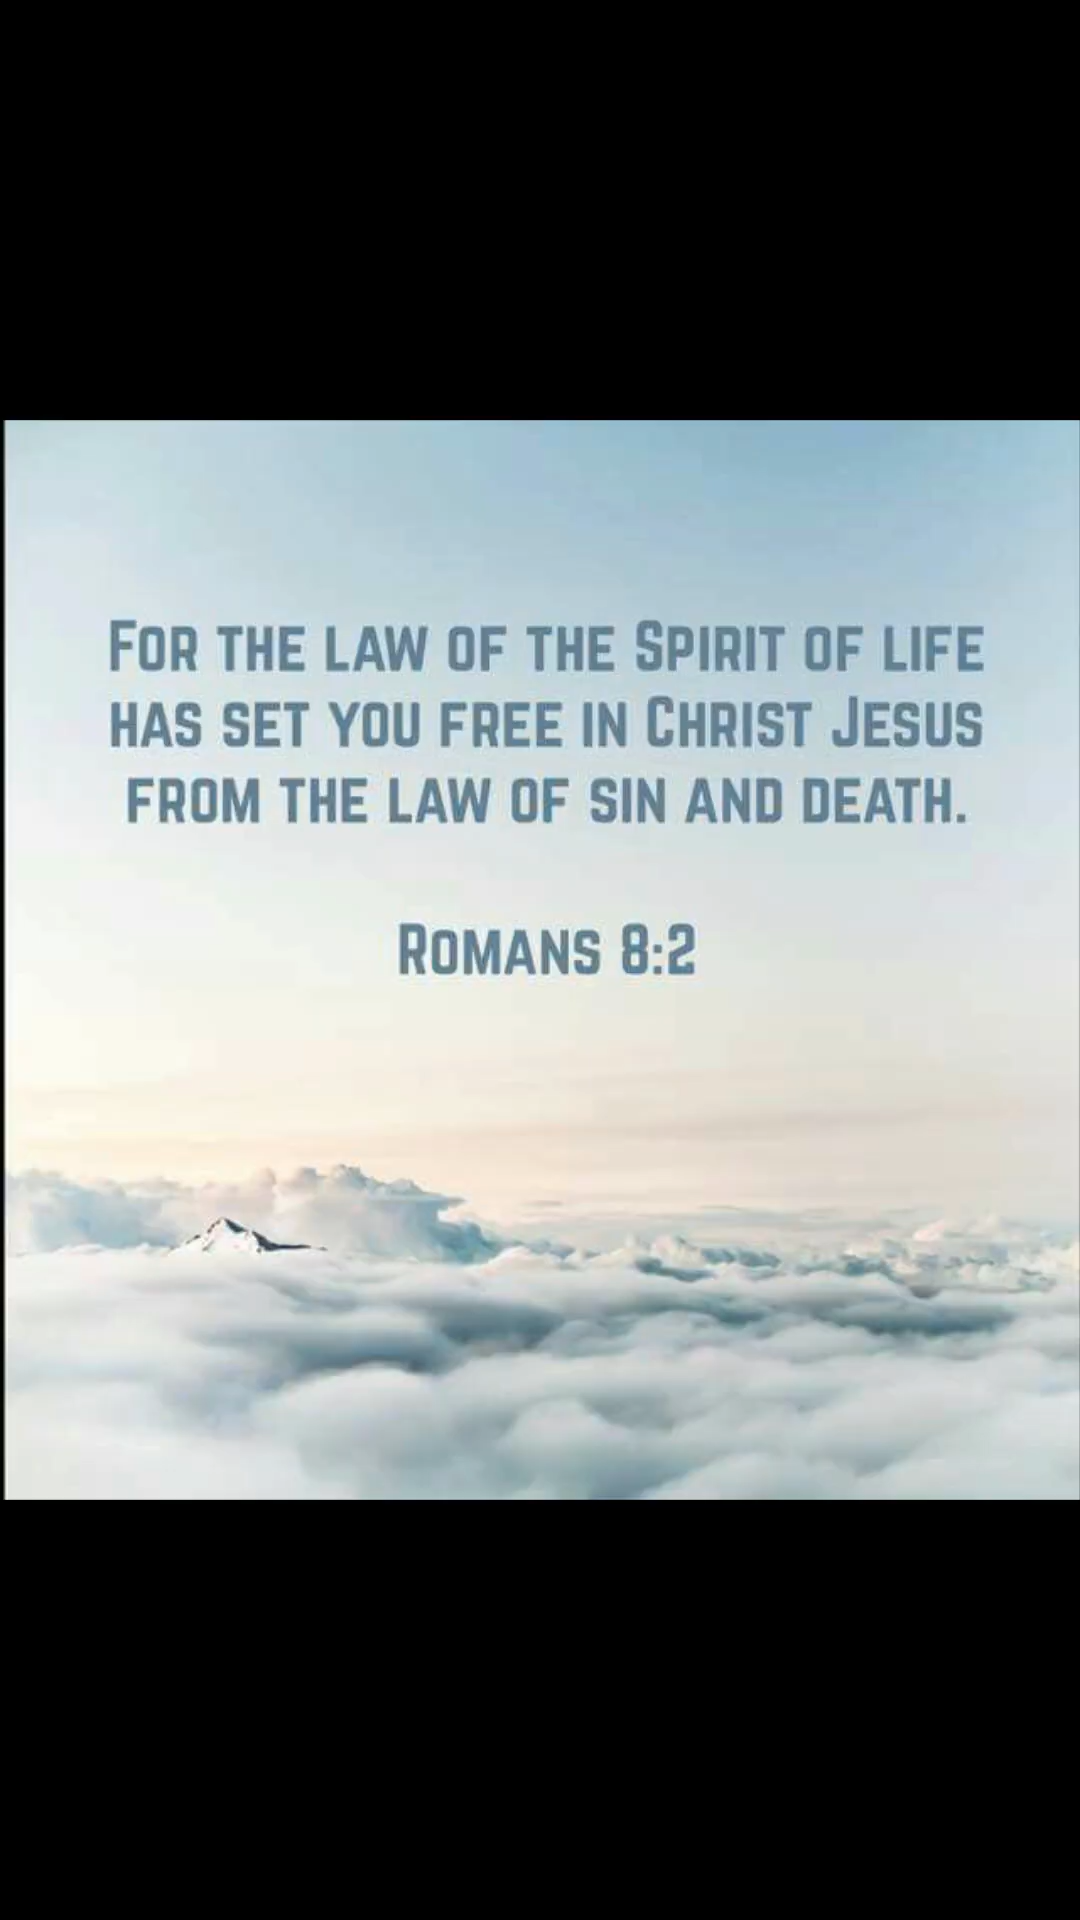 For the law of the Spirit of life
has set you free in Christ Jesus
from the law of sin and death.
Romans 8:2